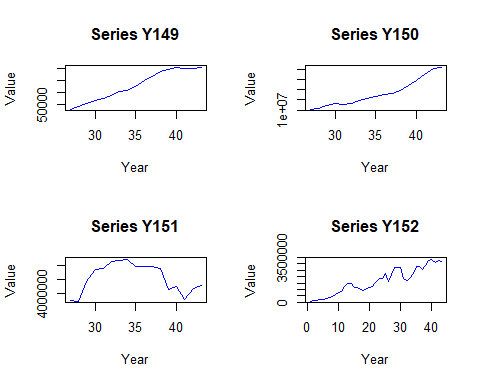 Series Y149
Value
50000
30 35 40
Year
Series Y150
Value
1e+07
30 35 40
Year
Series Y151
Value
4000000
30 35 40
Year
Series Y152
Value
0 3500000
0 10 20 30 40
Year